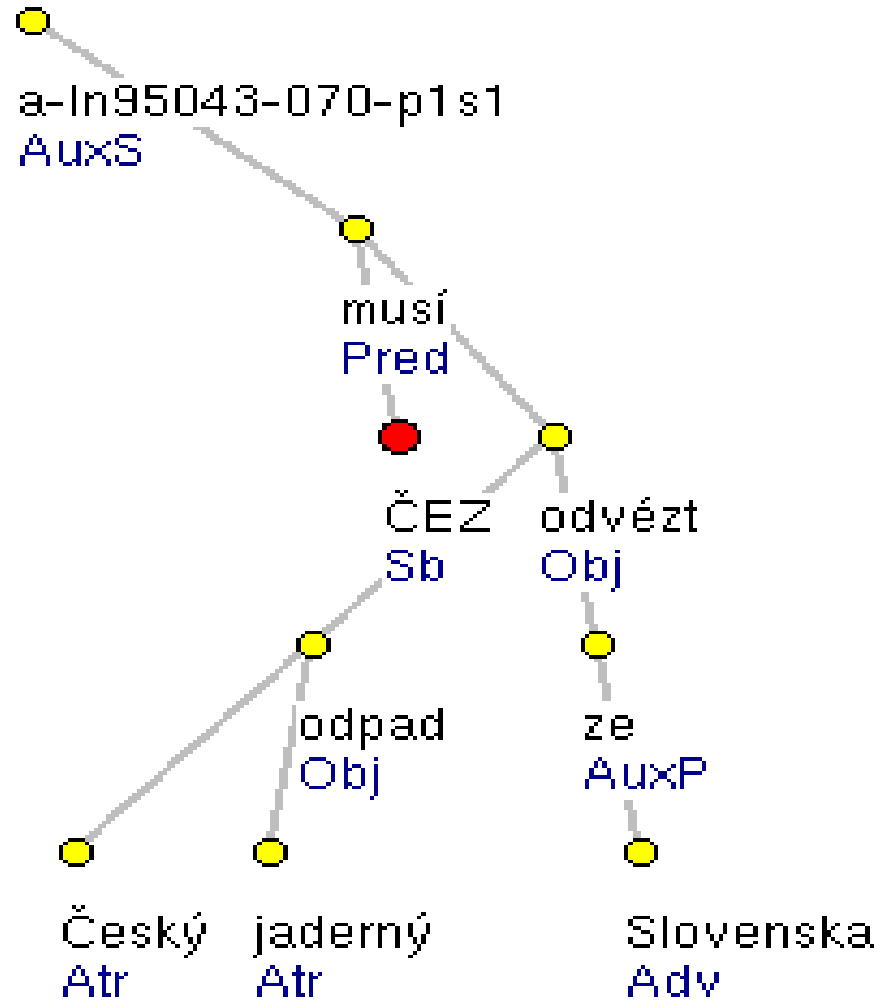 a-ln95043-070-p1s1
AuxS
musí
Pred
ČEZ odvézt
Sb Obj
odpad ze
Obj AuxP
Český jaderný Slovenska
Atr Atr Adv